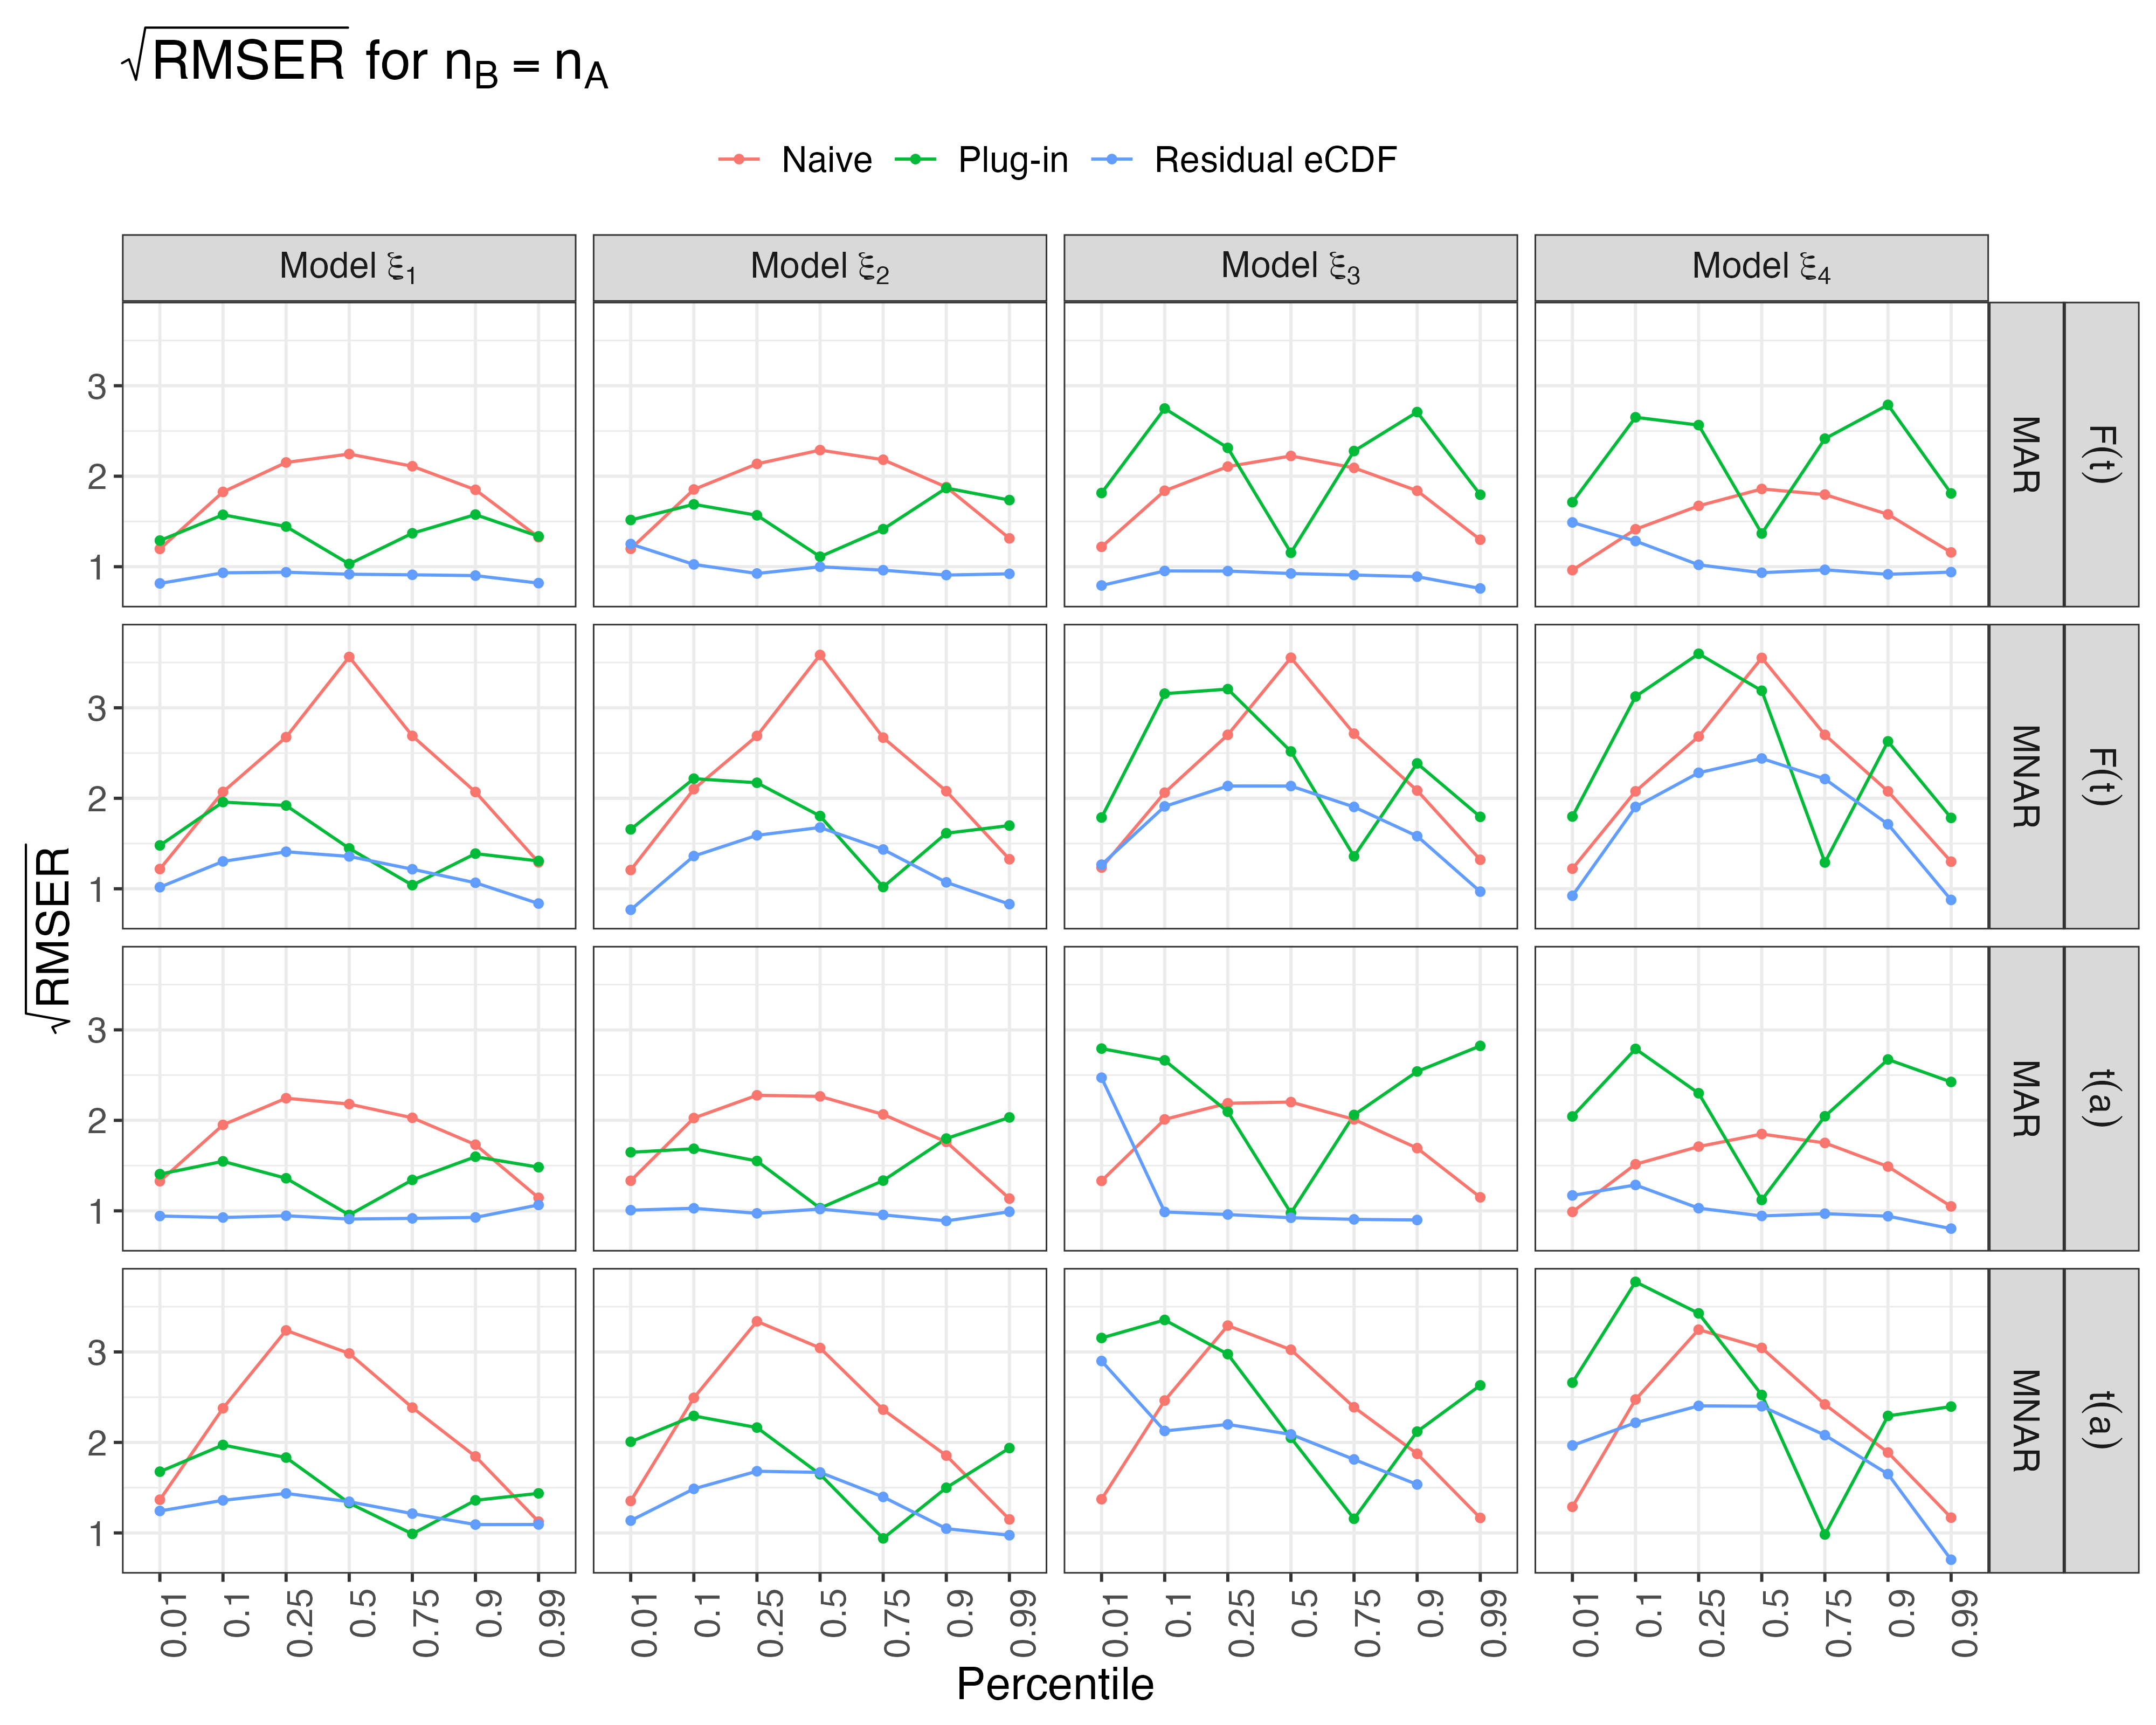 √RMSER for nB = nA
Naive Plug-in Residual eCDF
Model ξ1 Model ξ2 Model ξ3 Model ξ4
3
2
1
MAR F(t)
3
2
1
MNAR F(t)
√RMSER
3
2
1
MAR t(a)
3
2
1
MNAR t(a)
0.01 0.1 0.25 0.5 0.75 0.9 0.99 0.01 0.1 0.25 0.5 0.75 0.9 0.99 0.01 0.1 0.25 0.5 0.75 0.9 0.99 0.01 0.1 0.25 0.5 0.75 0.9 0.99
Percentile